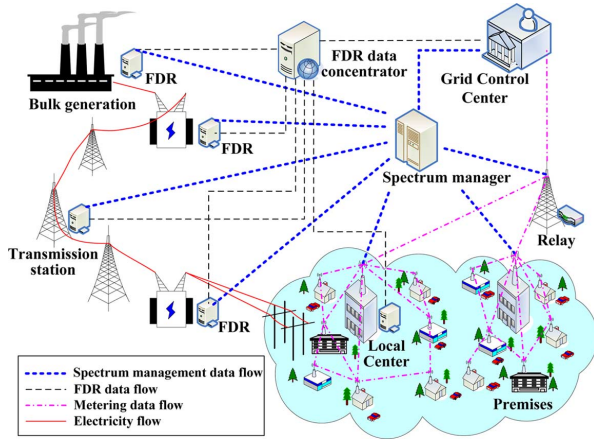 FDR
Bulk generation
FDR data
concentrator
Grid Control
Center
FDR
Spectrum manager
Transmission
station
Relay
FDR
Local
Center
Premises
Spectrum management data flow
FDR data flow
Metering data flow
Electricity flow